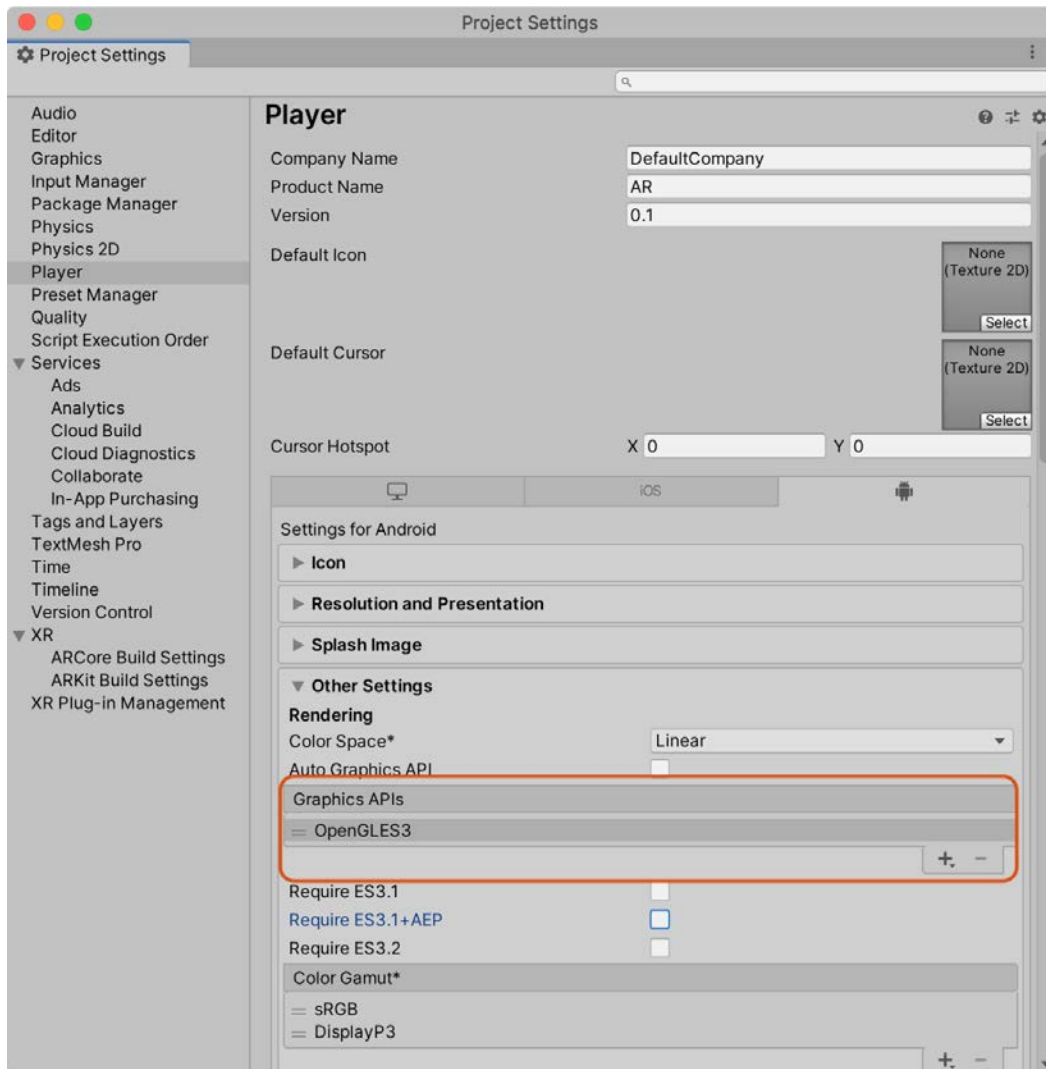 Project Settings
Project Settings
Audio
Editor
Graphics
Input Manager
Package Manager
Physics
Physics 2D
Player
Preset Manager
Quality
Script Execution Order
Services
Ads
Analytics
Cloud Build
Cloud Diagnostics
Collaborate
In-App Purchasing
Tags and Layers
TextMesh Pro
Time
Timeline
Version Control
XR
ARCore Build Settings
ARKit Build Settings
XR Plug-in Management
Player
Company Name DefaultCompany
Product Name AR
Version 0.1
Default Icon
None
(Texture 2D)
Select
Default Cursor
None
(Texture 2D)
Select
Cursor Hotspot X 0 Y 0
iOS
Settings for Android
Icon
Resolution and Presentation
Splash Image
Other Settings
Rendering
Color Space* Linear
Auto Graphics API
Graphics APIs
OpenGLES3
Require ES3.1
Require ES3.1+AEP
Require ES3.2
Color Gamut*
sRGB
DisplayP3